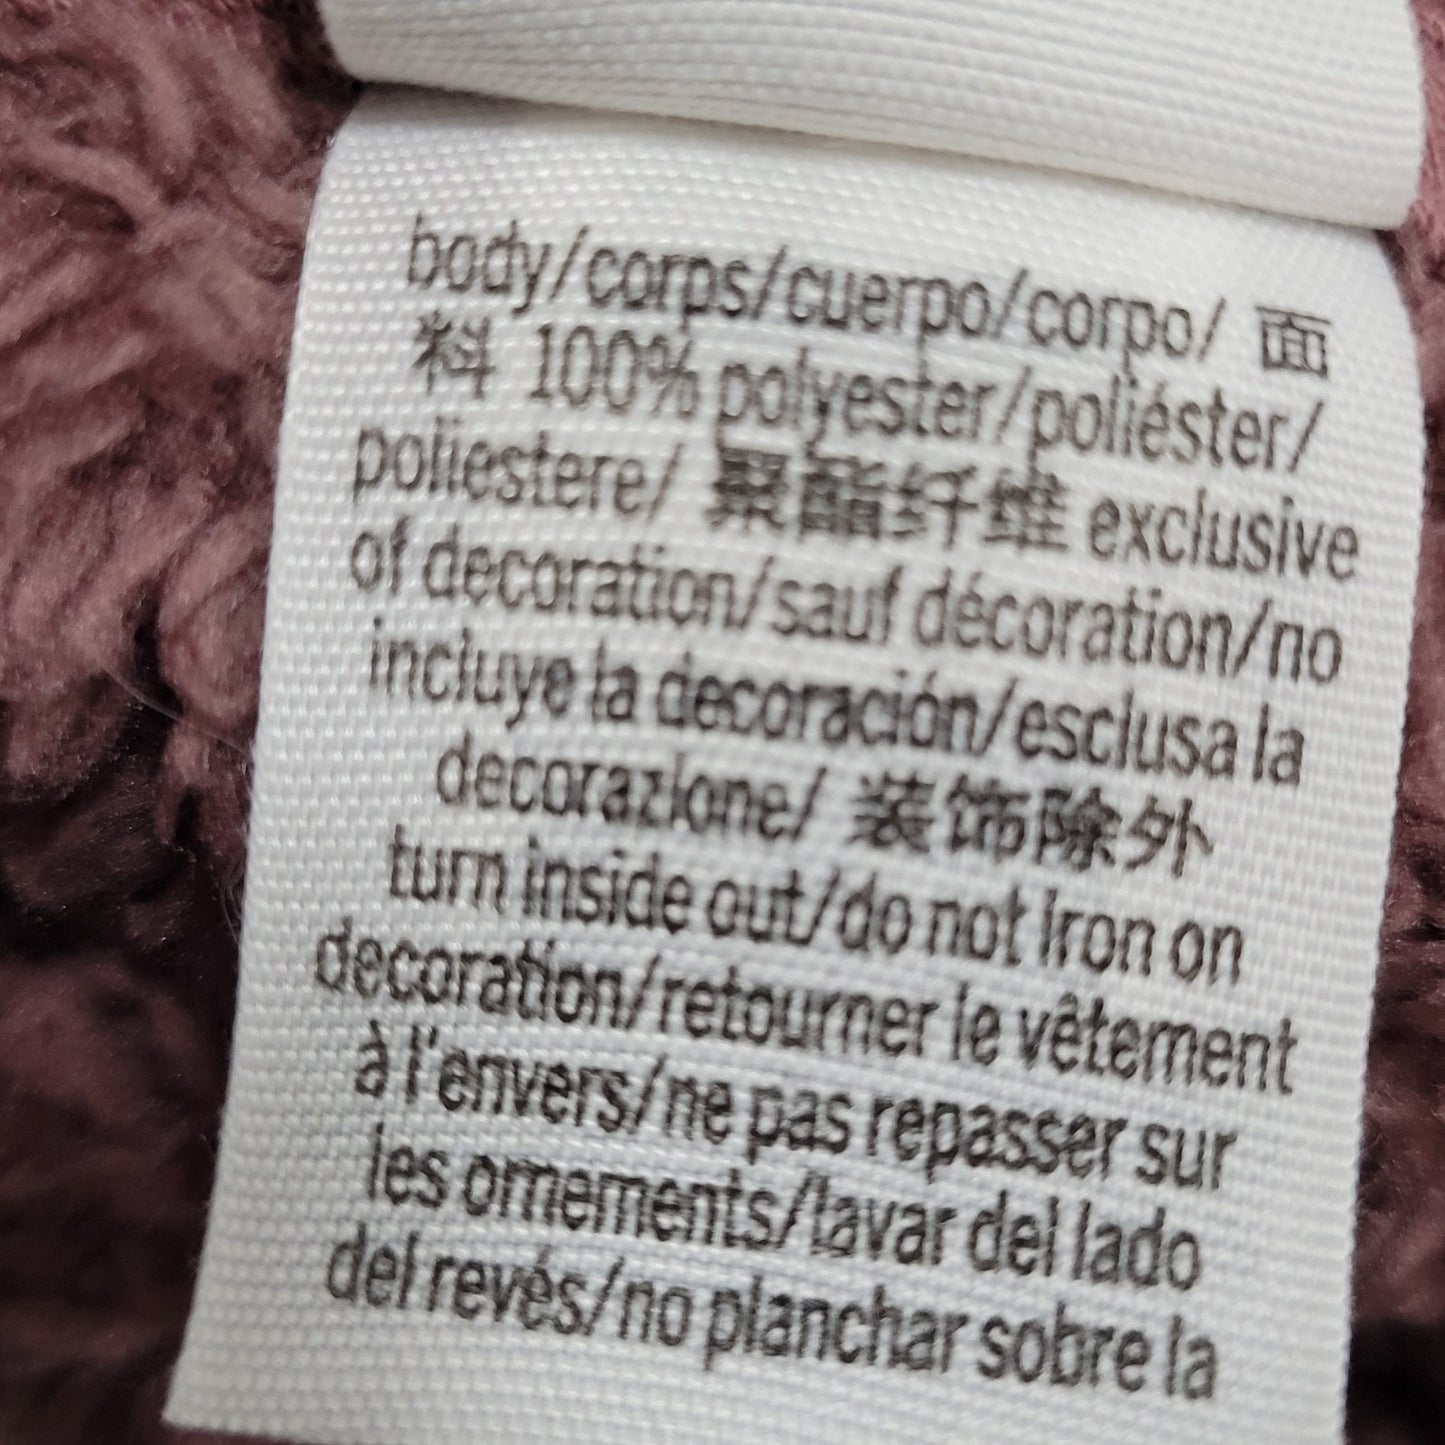 body/corps/cuerpo/corpo/ 面
料 100% polyester/poliéster/
poliestere/ 聚酯纤维 exclusive
of decoration/sauf décoration/no
incluye la decoración/esclusa la
decorazione/ 装饰除外
turn inside out/do not iron on
decoration/retourner le vêtement
à l'envers/ne pas repasser sur
les ornements/lavar del lado
del revés/no planchar sobre la